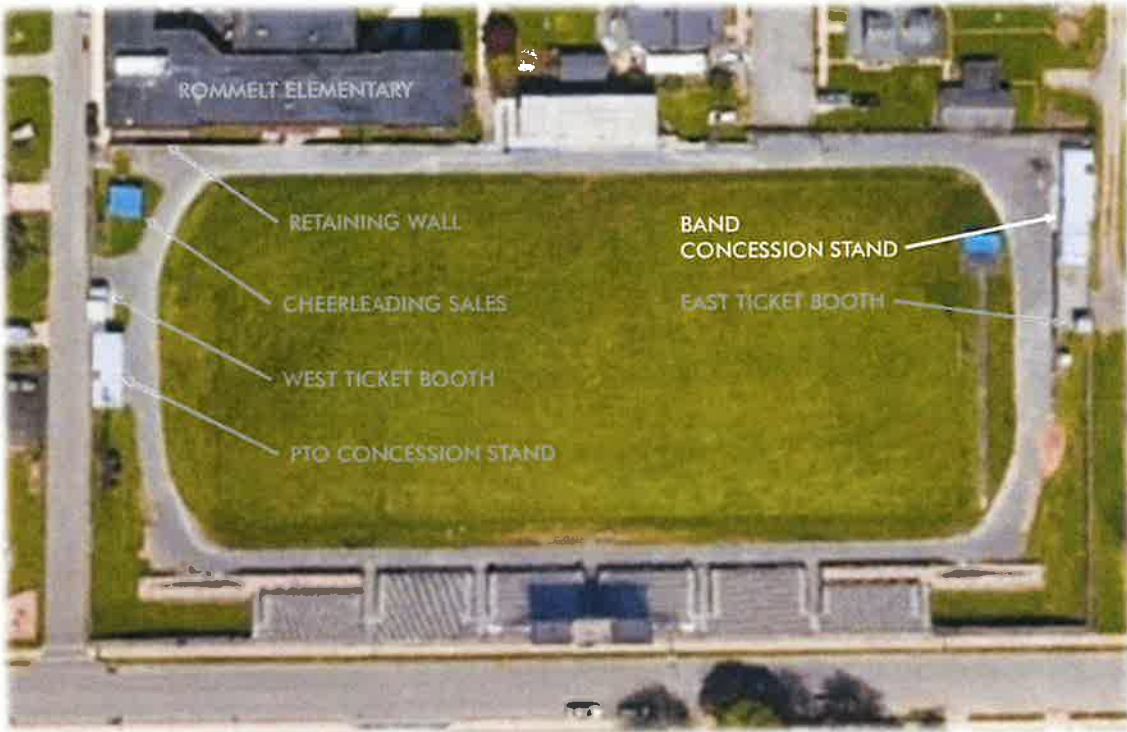 ROMMELT ELEMENTARY
RETAINING WALL
BAND
CONCESSION STAND
CHEERLEADING SALES
EAST TICKET BOOTH
WEST TICKET BOOTH
PTO CONCESSION STAND